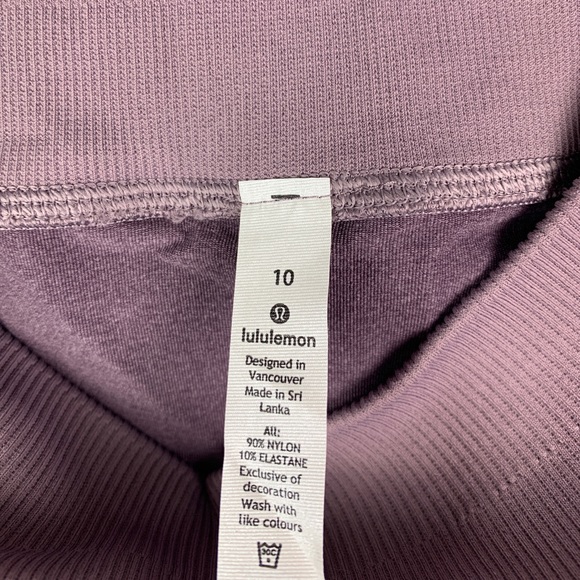 10
lululemon
Designed in
Vancouver
Made in Sri
Lanka
All:
90% NYLON
10% ELASTANE
Exclusive of
decoration
Wash with
like colours
30C